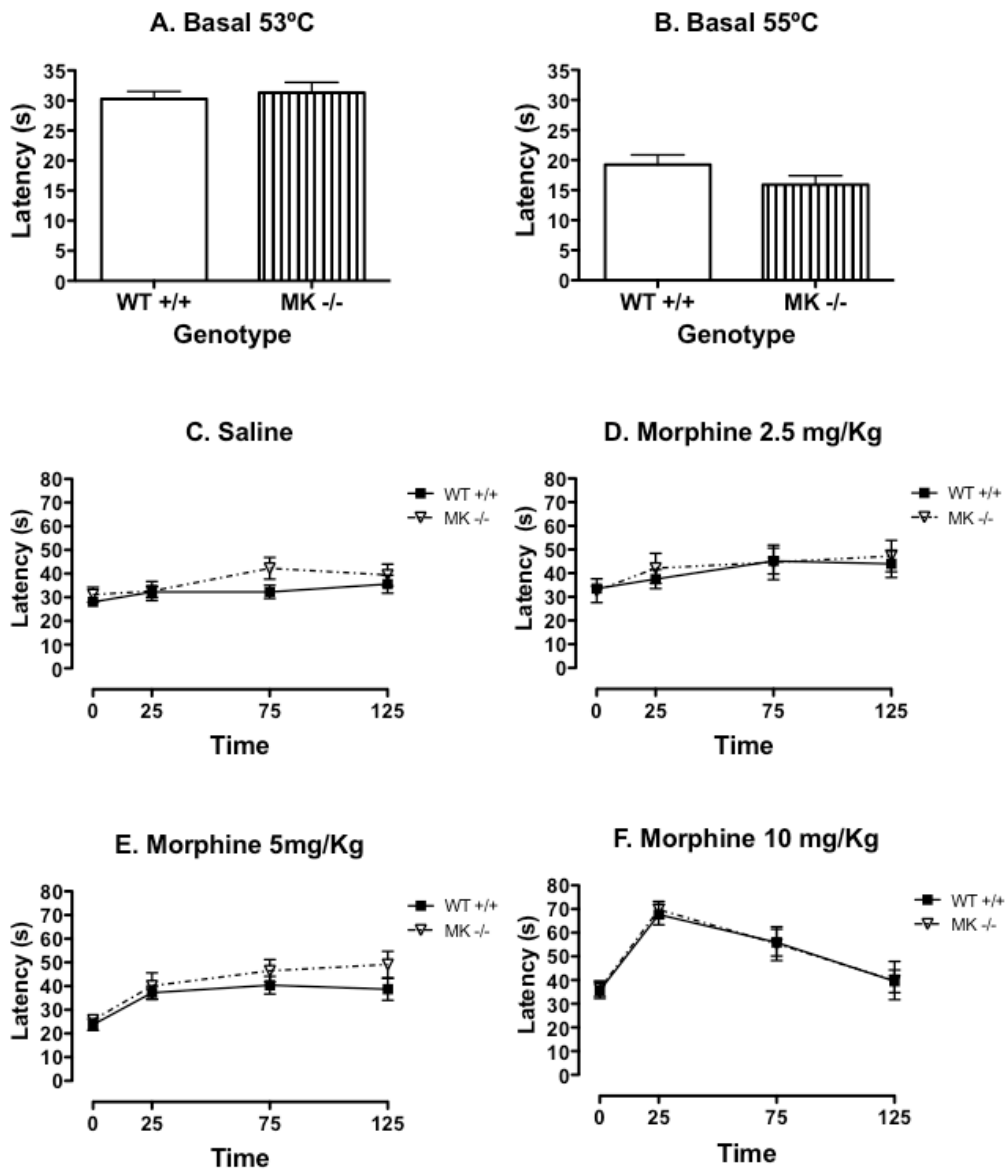 A. Basal 53ºC
Latency (s)
35
30
25
20
15
10
5
0
WT +/+ MK -/-
Genotype
B. Basal 55ºC
Latency (s)
35
30
25
20
15
10
5
0
WT +/+ MK -/-
Genotype
C. Saline
Latency (s)
80
70
60
50
40
30
20
10
0
WT +/+
MK -/-
0 25 75 125
Time
D. Morphine 2.5 mg/Kg
Latency (s)
80
70
60
50
40
30
20
10
0
WT +/+
MK -/-
0 25 75 125
Time
E. Morphine 5mg/Kg
Latency (s)
80
70
60
50
40
30
20
10
0
WT +/+
MK -/-
0 25 75 125
Time
F. Morphine 10 mg/Kg
Latency (s)
80
70
60
50
40
30
20
10
0
WT +/+
MK -/-
0 25 75 125
Time